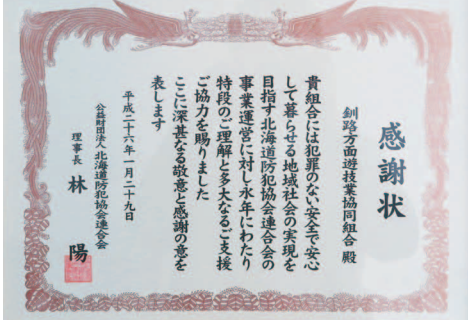 感謝状
釧路方面遊技業協同組合 殿
貴組合には犯罪のない安全で安心
して暮らせる地域社会の実現を
目指す北海道防犯協会連合会の
事業運営に対し永年にわたり
特段のご理解と多大なるご支援
ご協力を賜りました
ここに深甚なる敬意と感謝の意を
表します
平成二十六年一月二十九日
公益財団法人 北海道防犯協会連合会
理事長 林 陽